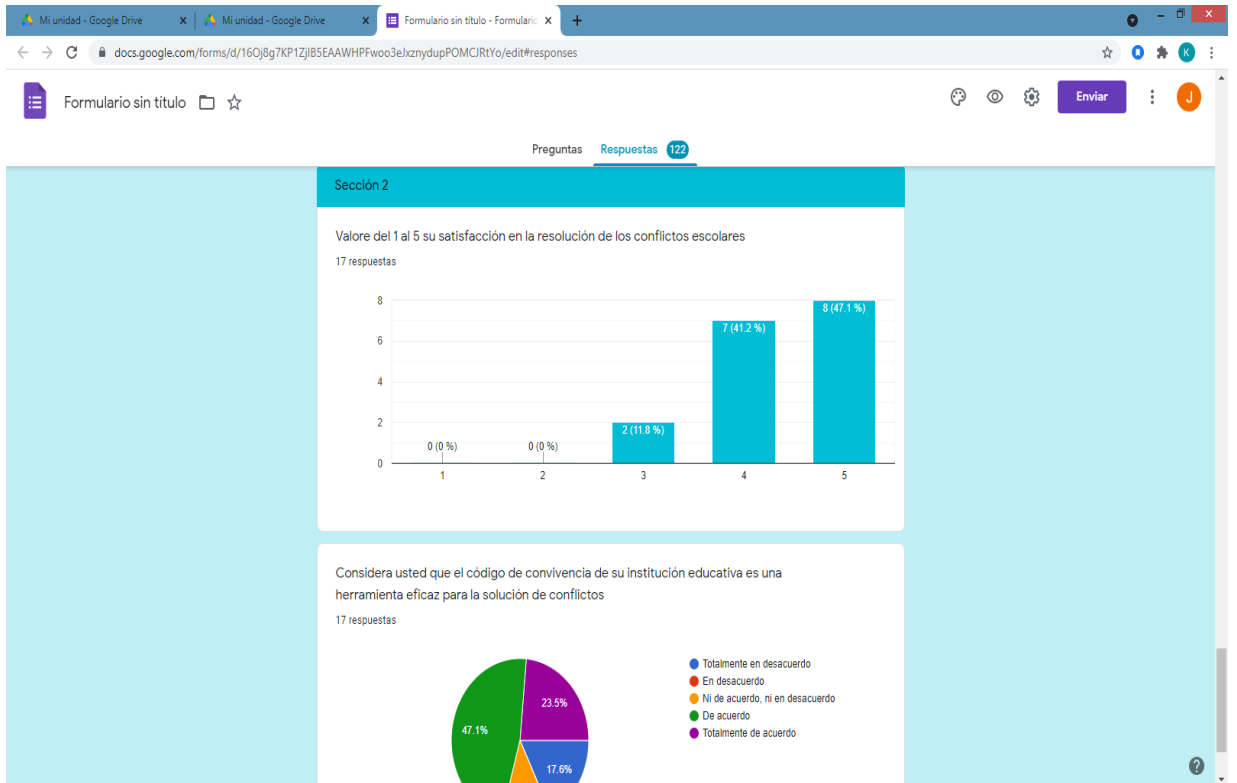 Mi unidad - Google Drive
Mi unidad - Google Drive
Formulario sin título - Formulario
docs.google.com/forms/d/16Oj8g7KP1ZjIB5EAAWHPFwoo3eJxznydupPOMCJRtYo/edit#responses
K
Formulario sin título
Enviar
J
Preguntas Respuestas 122
Sección 2
Valore del 1 al 5 su satisfacción en la resolución de los conflictos escolares
17 respuestas
8
6
4
2
0
0 (0 %)
0 (0 %)
2 (11.8 %)
7 (41.2 %)
8 (47.1 %)
1 2 3 4 5
Considera usted que el código de convivencia de su institución educativa es una
herramienta eficaz para la solución de conflictos
17 respuestas
47.1%
23.5%
17.6%
Totalmente en desacuerdo
En desacuerdo
Ni de acuerdo, ni en desacuerdo
De acuerdo
Totalmente de acuerdo